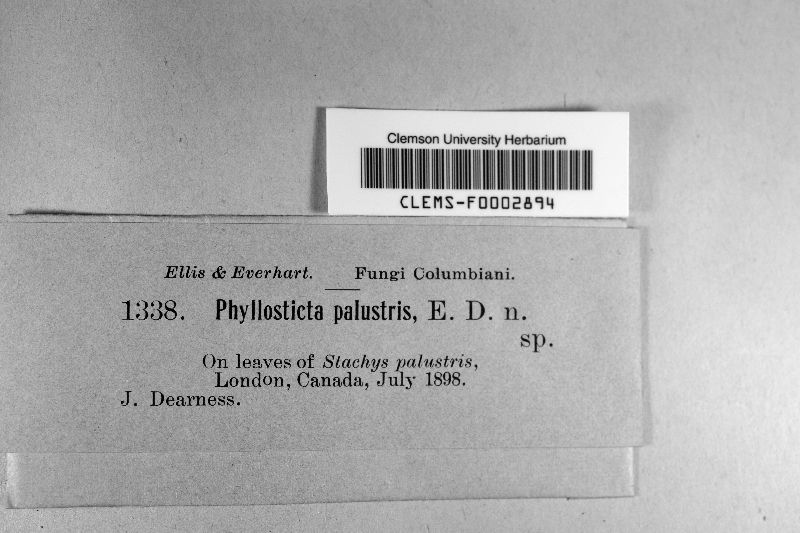 Clemson University Herbarium
CLEMS-F0002894
Ellis & Everhart. Fungi Columbiani.
1338. Phyllosticta palustris, E. D. n.
sp.
On leaves of Stachys palustris,
London, Canada, July 1898.
J. Dearness.